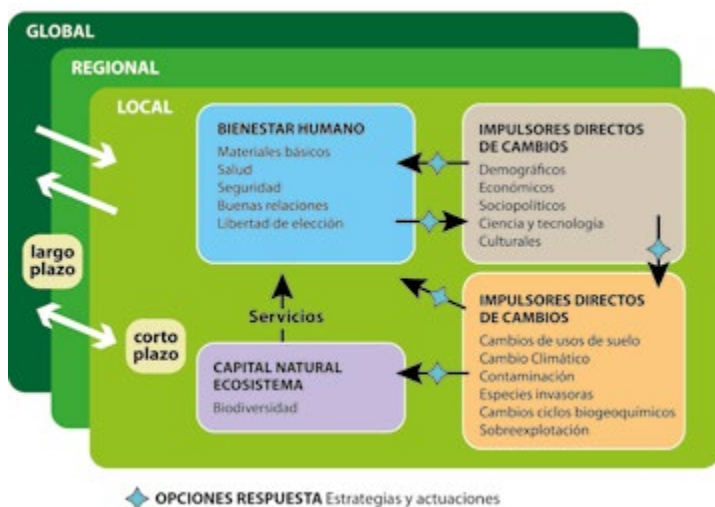 GLOBAL
REGIONAL
LOCAL
BIENESTAR HUMANO
Materiales básicos
Salud
Seguridad
Buenas relaciones
Libertad de elección
IMPULSORES DIRECTOS
DE CAMBIOS
Demográficos
Económicos
Sociopolíticos
Ciencia y tecnología
Culturales
largo
plazo
corto
plazo
Servicios
CAPITAL NATURAL
ECOSISTEMA
Biodiversidad
IMPULSORES DIRECTOS
DE CAMBIOS
Cambios de usos de suelo
Cambio Climático
Contaminación
Especies invasoras
Cambios ciclos biogeoquímicos
Sobreexplotación
OPCIONES RESPUESTA Estrategias y actuaciones